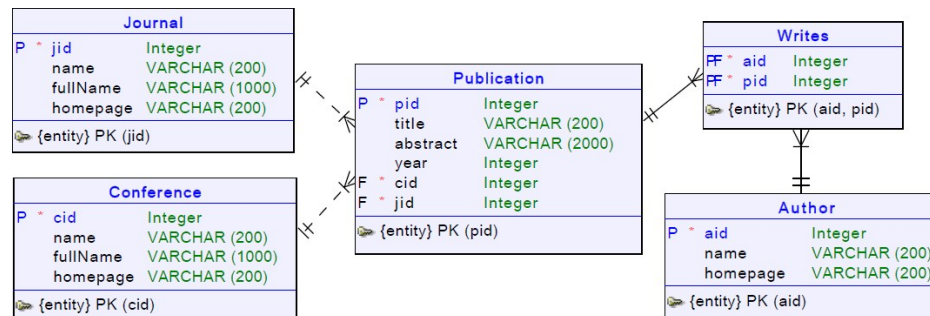 Journal
P * jid Integer
name VARCHAR (200)
fullName VARCHAR (1000)
homepage VARCHAR (200)
{entity} PK (jid)
Conference
P * cid Integer
name VARCHAR (200)
fullName VARCHAR (1000)
homepage VARCHAR (200)
{entity} PK (cid)
Publication
P * pid Integer
title VARCHAR (200)
abstract VARCHAR (2000)
year Integer
F * cid Integer
F * jid Integer
{entity} PK (pid)
Writes
PF * aid Integer
PF * pid Integer
{entity} PK (aid, pid)
Author
P * aid Integer
name VARCHAR (200)
homepage VARCHAR (200)
{entity} PK (aid)